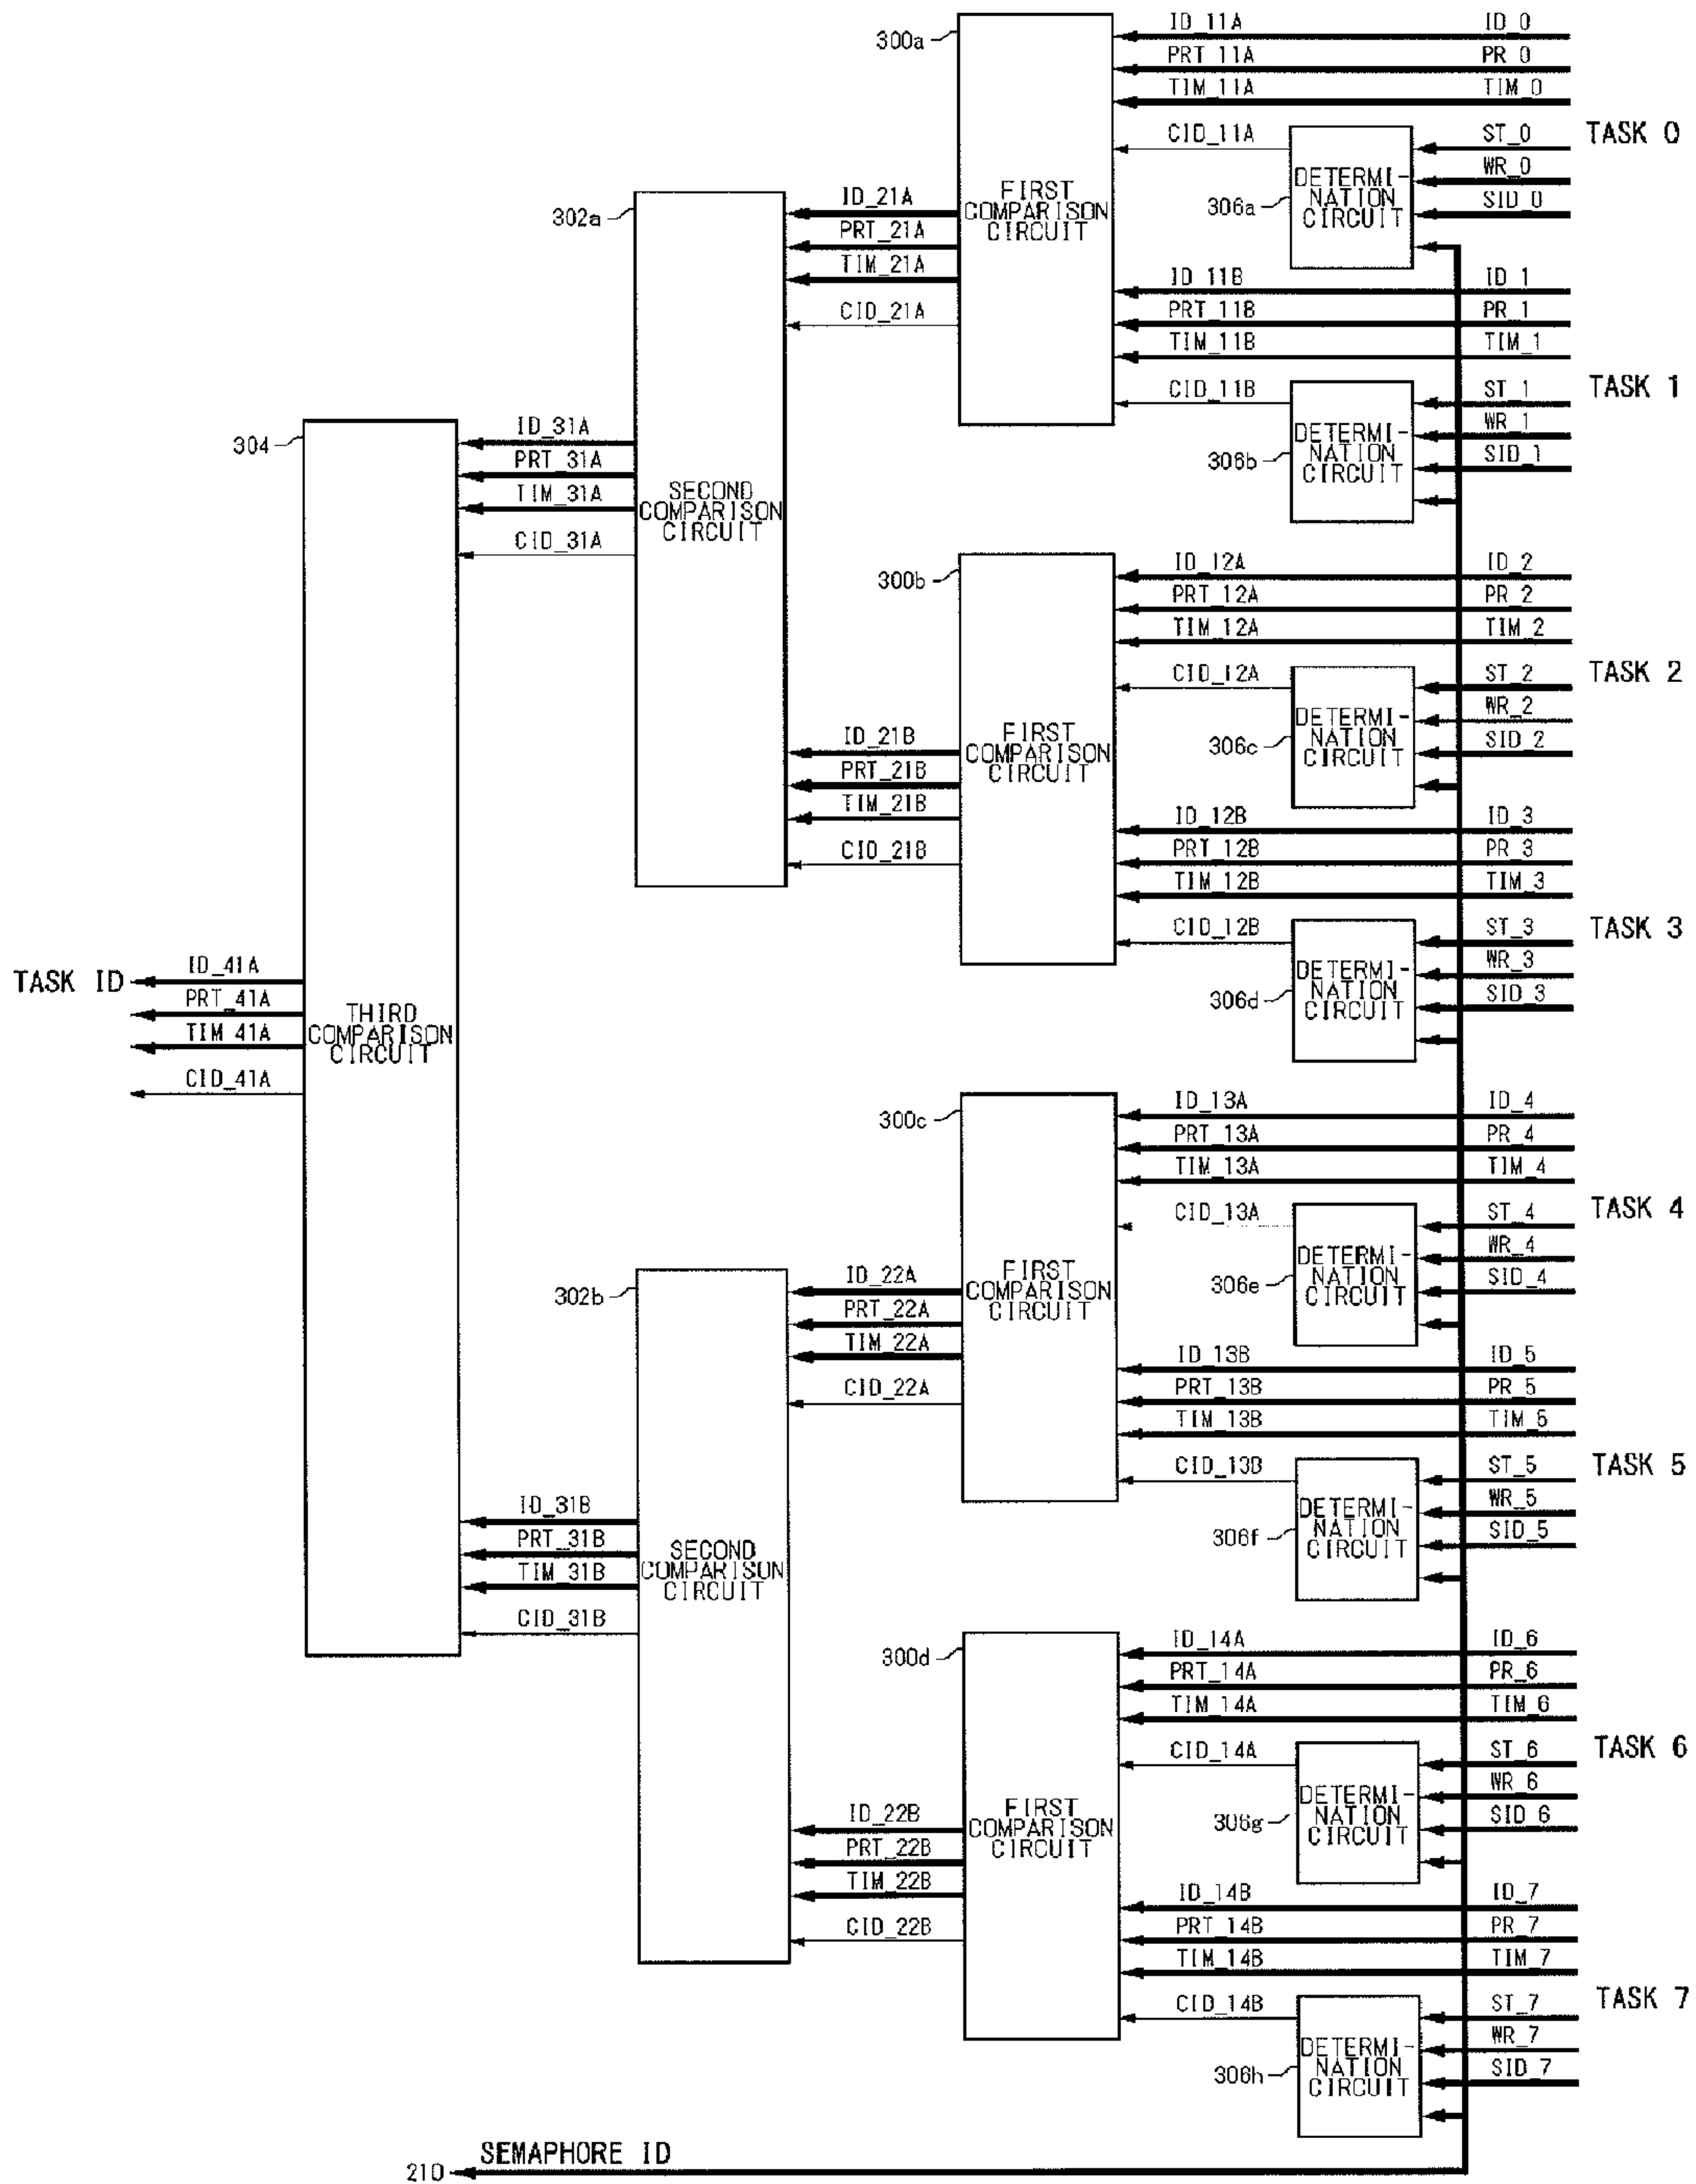 300a
ID_11A ID_0
PRT_11A PR_0
TIM_11A TIM_0
CID_11A ST_0 TASK 0
WR_0
SID_0
FIRST
COMPARISON
CIRCUIT
306a
DETERMI-
NATION
CIRCUIT
302a
ID_21A
PRT_21A
TIM_21A
CID_21A
ID_11B ID_1
PRT_11B PR_1
TIM_11B TIM_1
CID_11B ST_1 TASK 1
WR_1
SID_1
306b
DETERMI-
NATION
CIRCUIT
304
ID_31A
PRT_31A
TIM_31A
CID_31A
SECOND
COMPARISON
CIRCUIT
300b
ID_12A ID_2
PRT_12A PR_2
TIM_12A TIM_2
CID_12A ST_2 TASK 2
WR_2
SID_2
306c
DETERMI-
NATION
CIRCUIT
ID_21B
PRT_21B
TIM_21B
CID_21B
FIRST
COMPARISON
CIRCUIT
ID_12B ID_3
PRT_12B PR_3
TIM_12B TIM_3
CID_12B ST_3 TASK 3
WR_3
SID_3
306d
DETERMI-
NATION
CIRCUIT
TASK ID
ID_41A
PRT_41A
TIM_41A
CID_41A
THIRD
COMPARISON
CIRCUIT
300c
ID_13A ID_4
PRT_13A PR_4
TIM_13A TIM_4
CID_13A ST_4 TASK 4
WR_4
SID_4
306e
DETERMI-
NATION
CIRCUIT
302b
ID_22A
PRT_22A
TIM_22A
CID_22A
FIRST
COMPARISON
CIRCUIT
ID_13B ID_5
PRT_13B PR_5
TIM_13B TIM_5
CID_13B ST_5 TASK 5
WR_5
SID_5
306f
DETERMI-
NATION
CIRCUIT
ID_31B
PRT_31B
TIM_31B
CID_31B
SECOND
COMPARISON
CIRCUIT
300d
ID_14A ID_6
PRT_14A PR_6
TIM_14A TIM_6
CID_14A ST_6 TASK 6
WR_6
SID_6
306g
DETERMI-
NATION
CIRCUIT
ID_22B
PRT_22B
TIM_22B
CID_22B
FIRST
COMPARISON
CIRCUIT
ID_14B ID_7
PRT_14B PR_7
TIM_14B TIM_7
CID_14B ST_7 TASK 7
WR_7
SID_7
306h
DETERMI-
NATION
CIRCUIT
210 SEMAPHORE ID